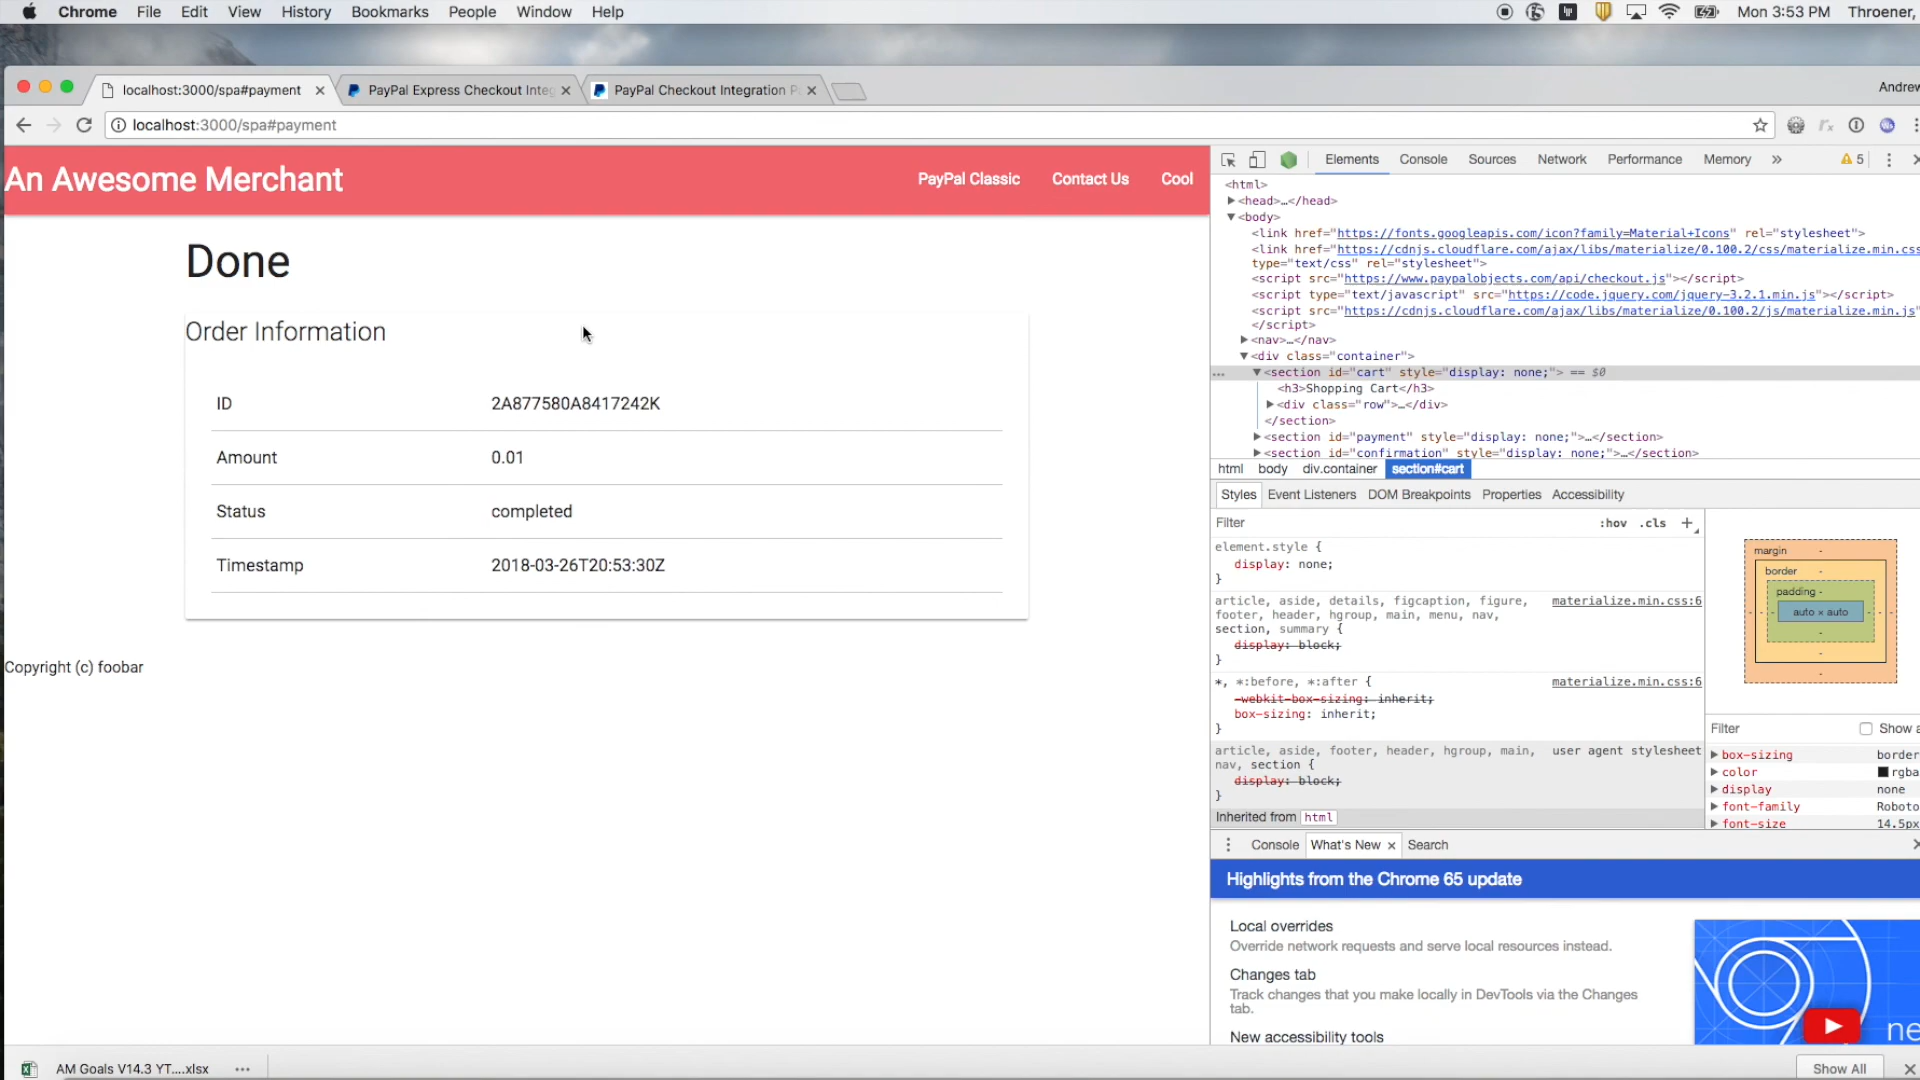 Chrome File Edit View History Bookmarks People Window Help Mon 3:53 PM Throener,
localhost:3000/spa#payment PayPal Express Checkout Integ PayPal Checkout Integration P Andrew
localhost:3000/spa#payment
An Awesome Merchant PayPal Classic Contact Us Cool
Done
Order Information
ID 2A877580A8417242K
Amount 0.01
Status completed
Timestamp 2018-03-26T20:53:30Z
Copyright (c) foobar
Elements Console Sources Network Performance Memory » 5
<html>
<head>…</head>
<body>
<link href="https://fonts.googleapis.com/icon?family=Material+Icons" rel="stylesheet">
<link href="https://cdnjs.cloudflare.com/ajax/libs/materialize/0.100.2/css/materialize.min.css
type="text/css" rel="stylesheet">
<script src="https://www.paypalobjects.com/api/checkout.js"></script>
<script type="text/javascript" src="https://code.jquery.com/jquery-3.2.1.min.js"></script>
<script src="https://cdnjs.cloudflare.com/ajax/libs/materialize/0.100.2/js/materialize.min.js"
</script>
<nav>…</nav>
<div class="container">
… <section id="cart" style="display: none;"> == $0
<h3>Shopping Cart</h3>
<div class="row">…</div>
</section>
<section id="payment" style="display: none;">…</section>
<section id="confirmation" style="display: none;">…</section>
html body div.container section#cart
Styles Event Listeners DOM Breakpoints Properties Accessibility
Filter :hov .cls +
element.style {
display: none;
}
article, aside, details, figcaption, figure, materialize.min.css:6
footer, header, hgroup, main, menu, nav,
section, summary {
display: block;
}
*, *:before, *:after { materialize.min.css:6
-webkit-box-sizing: inherit;
box-sizing: inherit;
}
article, aside, footer, header, hgroup, main, user agent stylesheet
nav, section {
display: block;
}
Inherited from html
margin -
border -
padding -
auto × auto
Filter Show a
box-sizing border
color rgba
display none
font-family Roboto
font-size 14.5px
Console What's New × Search
Highlights from the Chrome 65 update
Local overrides
Override network requests and serve local resources instead.
Changes tab
Track changes that you make locally in DevTools via the Changes
tab.
New accessibility tools
ne
AM Goals V14.3 YT....xlsx Show All